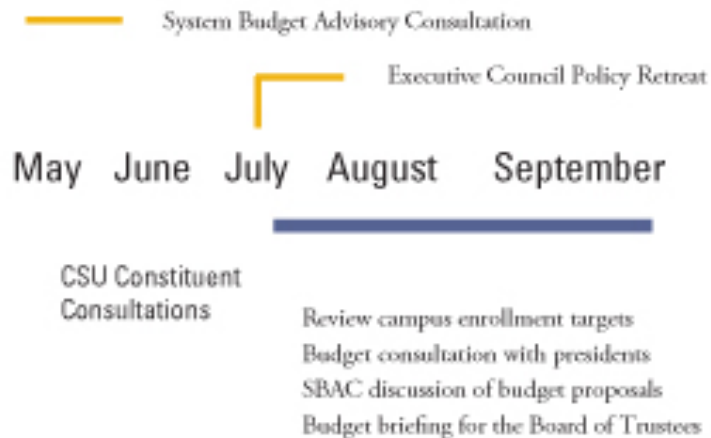 System Budget Advisory Consultation
Executive Council Policy Retreat
May June July August September
CSU Constituent
Consultations
Review campus enrollment targets
Budget consultation with presidents
SBAC discussion of budget proposals
Budget briefing for the Board of Trustees